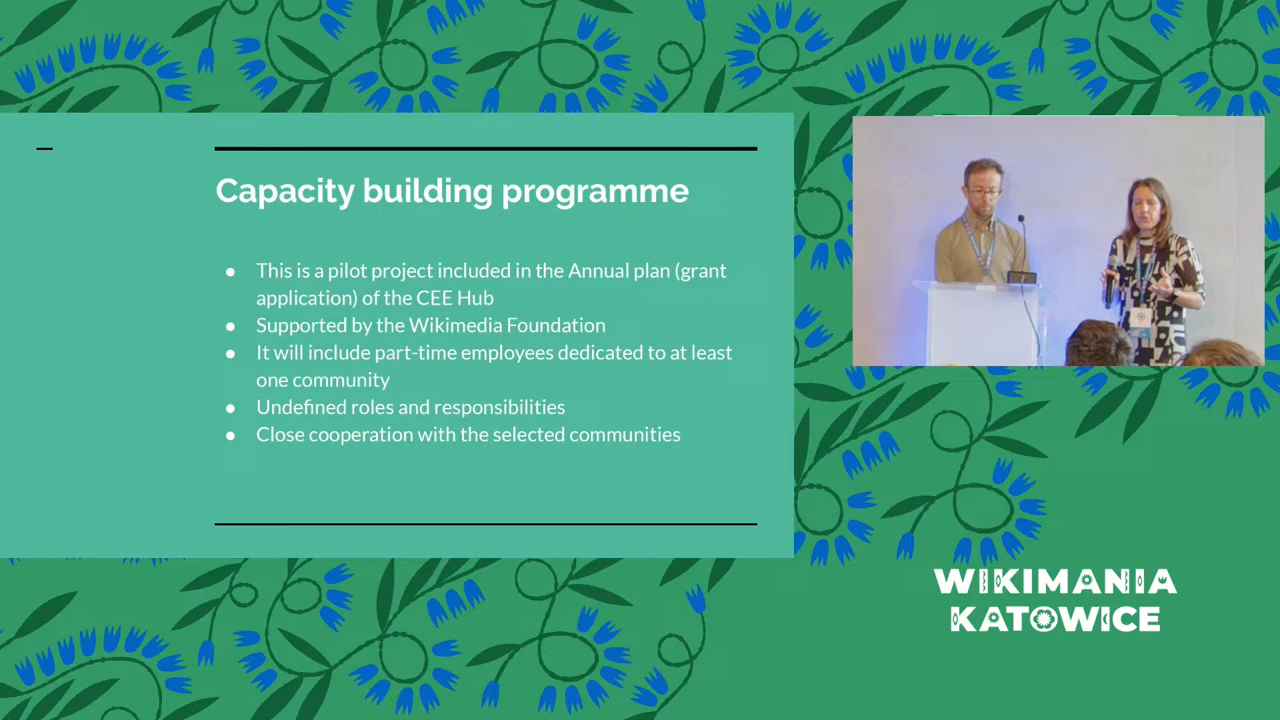 Capacity building programme
● This is a pilot project included in the Annual plan (grant
application) of the CEE Hub
● Supported by the Wikimedia Foundation
● It will include part-time employees dedicated to at least
one community
● Undefined roles and responsibilities
● Close cooperation with the selected communities
WIKIMANIA
KATOWICE